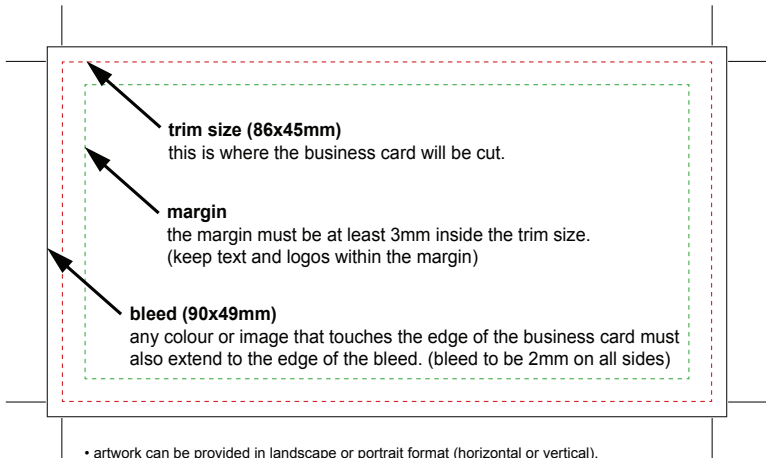 trim size (86x45mm)
this is where the business card will be cut.
margin
the margin must be at least 3mm inside the trim size.
(keep text and logos within the margin)
bleed (90x49mm)
any colour or image that touches the edge of the business card must
also extend to the edge of the bleed. (bleed to be 2mm on all sides)
• artwork can be provided in landscape or portrait format (horizontal or vertical).